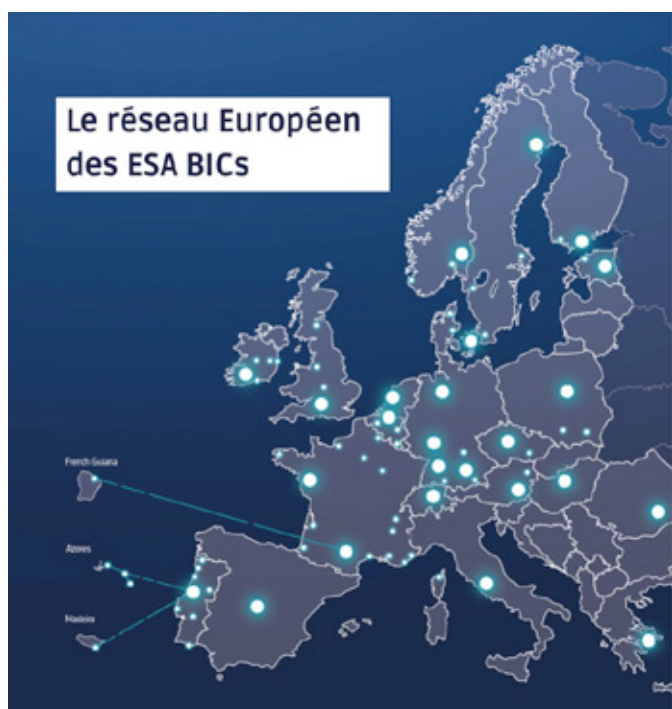 Le réseau Européen
des ESA BICs
French Guiana
Azores
Madeira